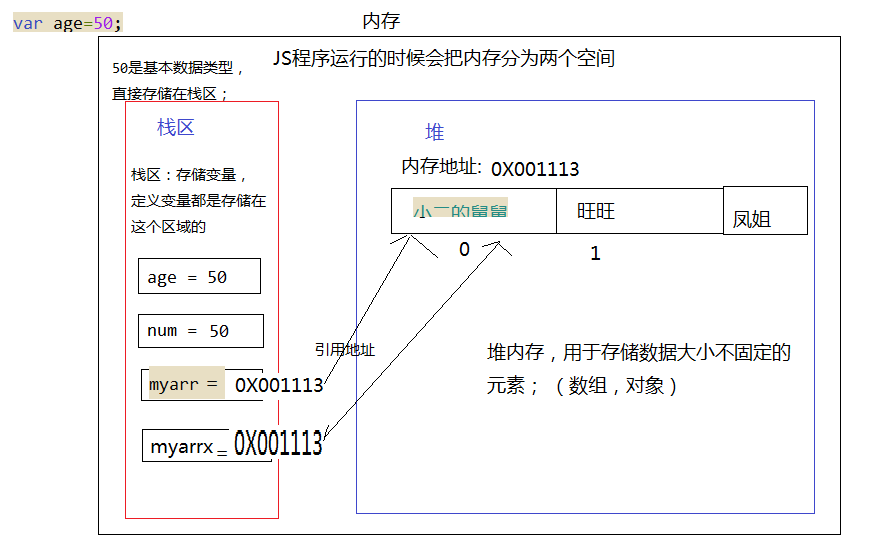 var age=50;
内存
JS程序运行的时候会把内存分为两个空间
50是基本数据类型，
直接存储在栈区；
栈区
栈区：存储变量，
定义变量都是存储在
这个区域的
age = 50
num = 50
myarr = 0X001113
myarrx = 0X001113
引用地址
堆
内存地址: 0X001113
小二的舅舅 旺旺 凤姐
0 1
堆内存，用于存储数据大小不固定的
元素；（数组，对象）